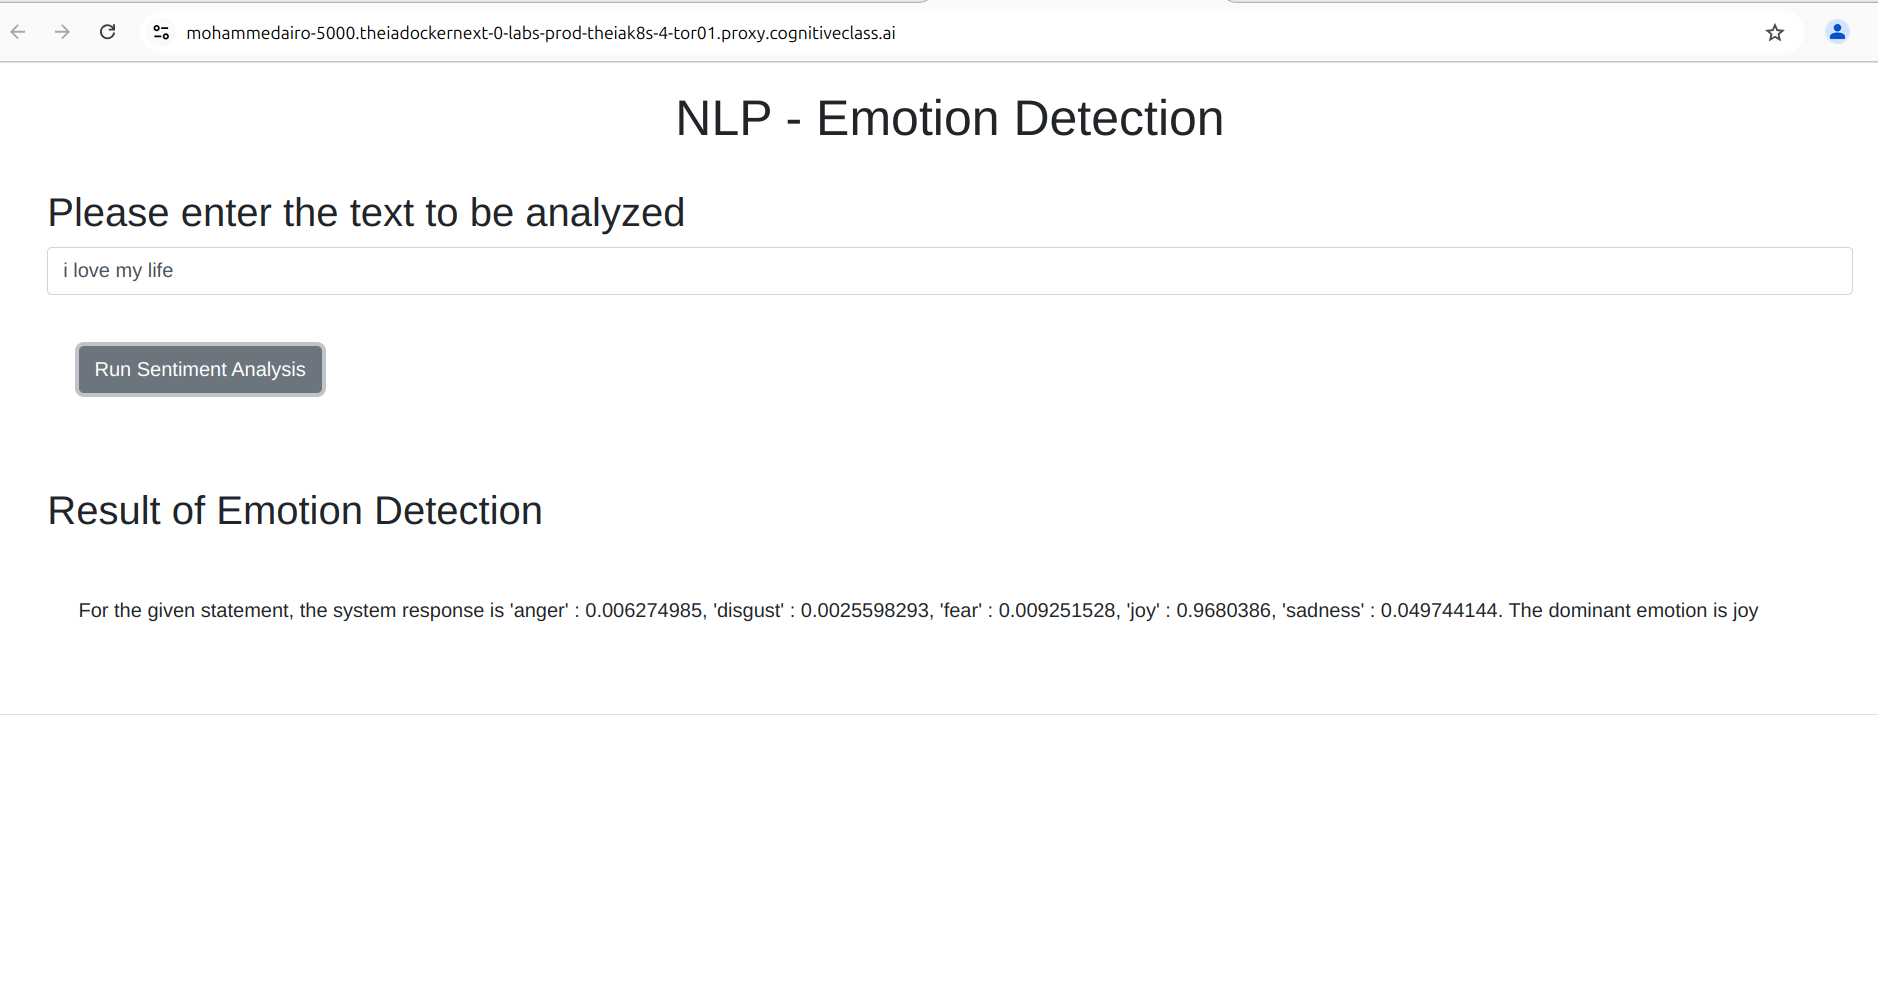 mohammedairo-5000.theiadockernext-0-labs-prod-theiak8s-4-tor01.proxy.cognitiveclass.ai
NLP - Emotion Detection
Please enter the text to be analyzed
i love my life
Run Sentiment Analysis
Result of Emotion Detection
For the given statement, the system response is 'anger' : 0.006274985, 'disgust' : 0.0025598293, 'fear' : 0.009251528, 'joy' : 0.9680386, 'sadness' : 0.049744144. The dominant emotion is joy